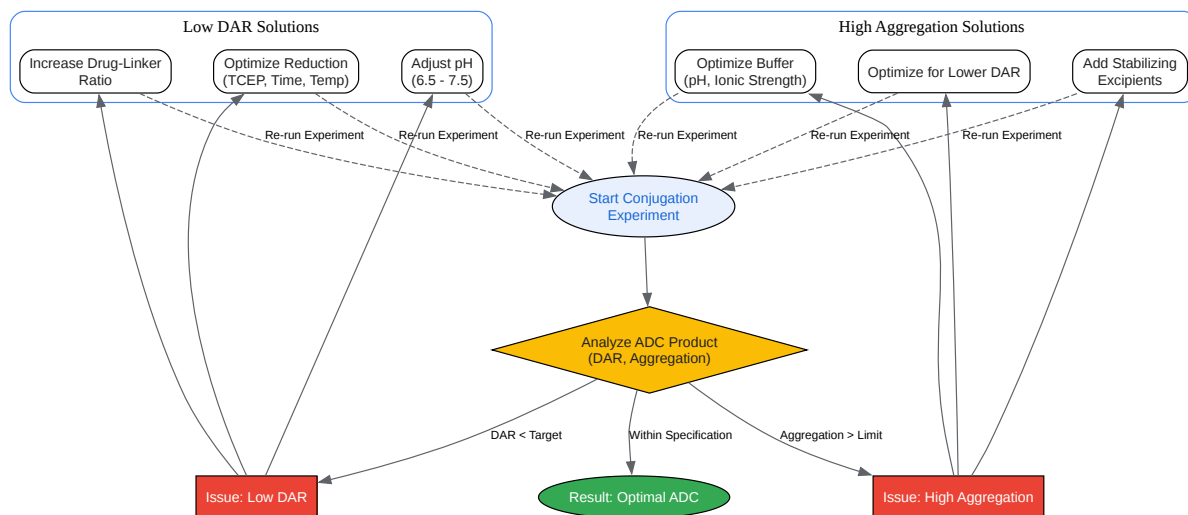 Low DAR Solutions
High Aggregation Solutions
Increase Drug-Linker
Ratio
Optimize Reduction
(TCEP, Time, Temp)
Adjust pH
(6.5 - 7.5)
Optimize Buffer
(pH, Ionic Strength)
Optimize for Lower DAR
Add Stabilizing
Excipients
Re-run Experiment
Re-run Experiment
Re-run Experiment
Re-run Experiment
Re-run Experiment
Re-run Experiment
Start Conjugation
Experiment
Analyze ADC Product
(DAR, Aggregation)
DAR < Target
Within Specification
Aggregation > Limit
Issue: Low DAR
Result: Optimal ADC
Issue: High Aggregation